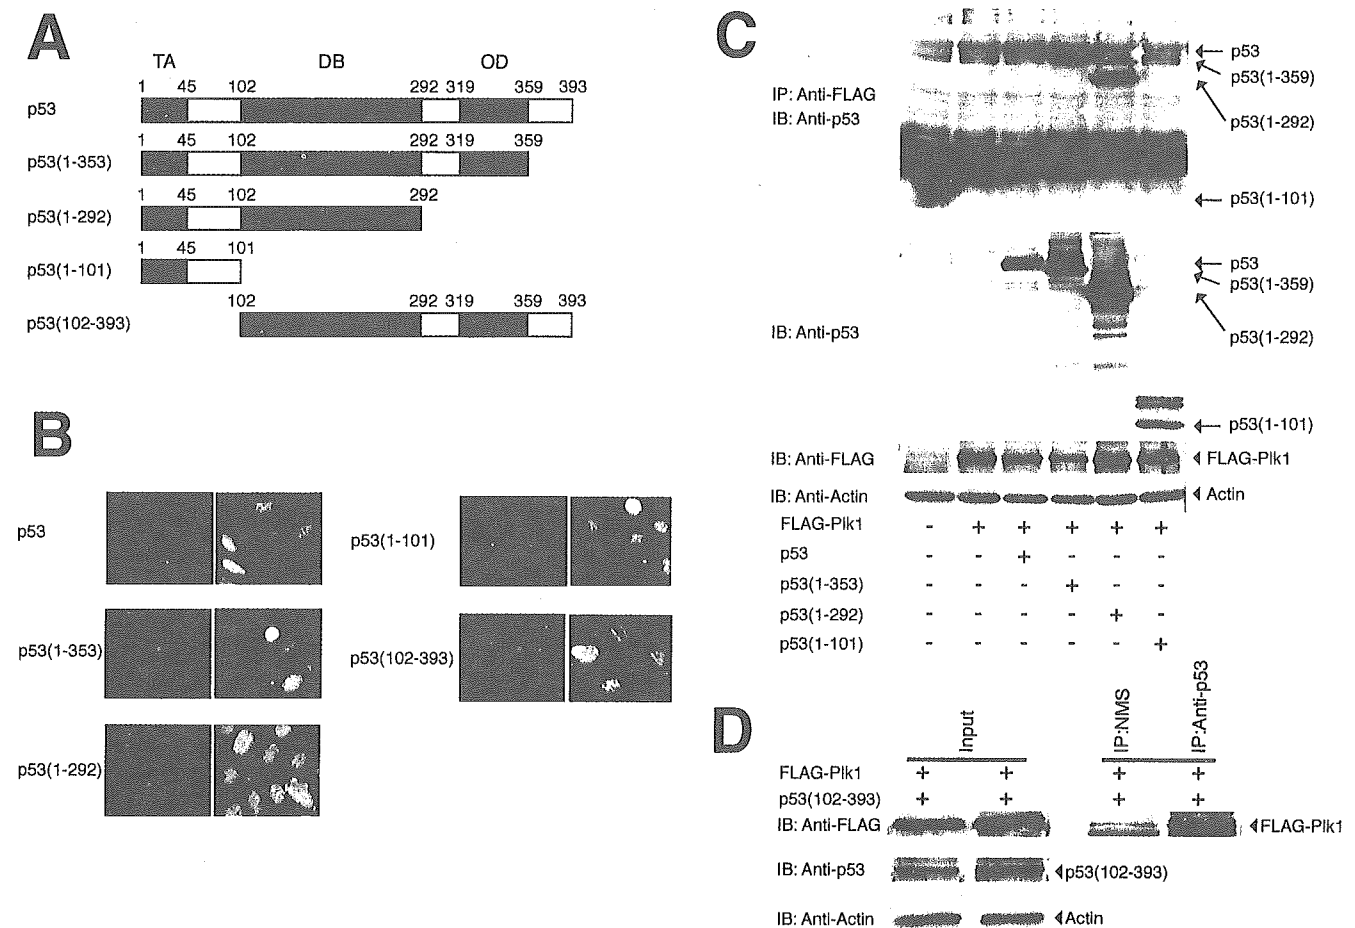 A
TA DB OD
1 45 102 292 319 359 393
p53
1 45 102 292 319 359
p53(1-353)
1 45 102 292
p53(1-292)
1 45 101
p53(1-101)
102 292 319 359 393
p53(102-393)
B
p53
p53(1-101)
p53(1-353)
p53(102-393)
p53(1-292)
C
IP: Anti-FLAG
IB: Anti-p53
p53
p53(1-359)
p53(1-292)
p53(1-101)
IB: Anti-p53
p53
p53(1-359)
p53(1-292)
p53(1-101)
IB: Anti-FLAG FLAG-Plk1
IB: Anti-Actin Actin
FLAG-Plk1 - + + + + +
p53 - - + - - -
p53(1-353) - - - + - -
p53(1-292) - - - - + -
p53(1-101) - - - - - +
D
Input IP:NMS IP:Anti-p53
FLAG-Plk1 + + + +
p53(102-393) + + + +
IB: Anti-FLAG FLAG-Plk1
IB: Anti-p53 p53(102-393)
IB: Anti-Actin Actin